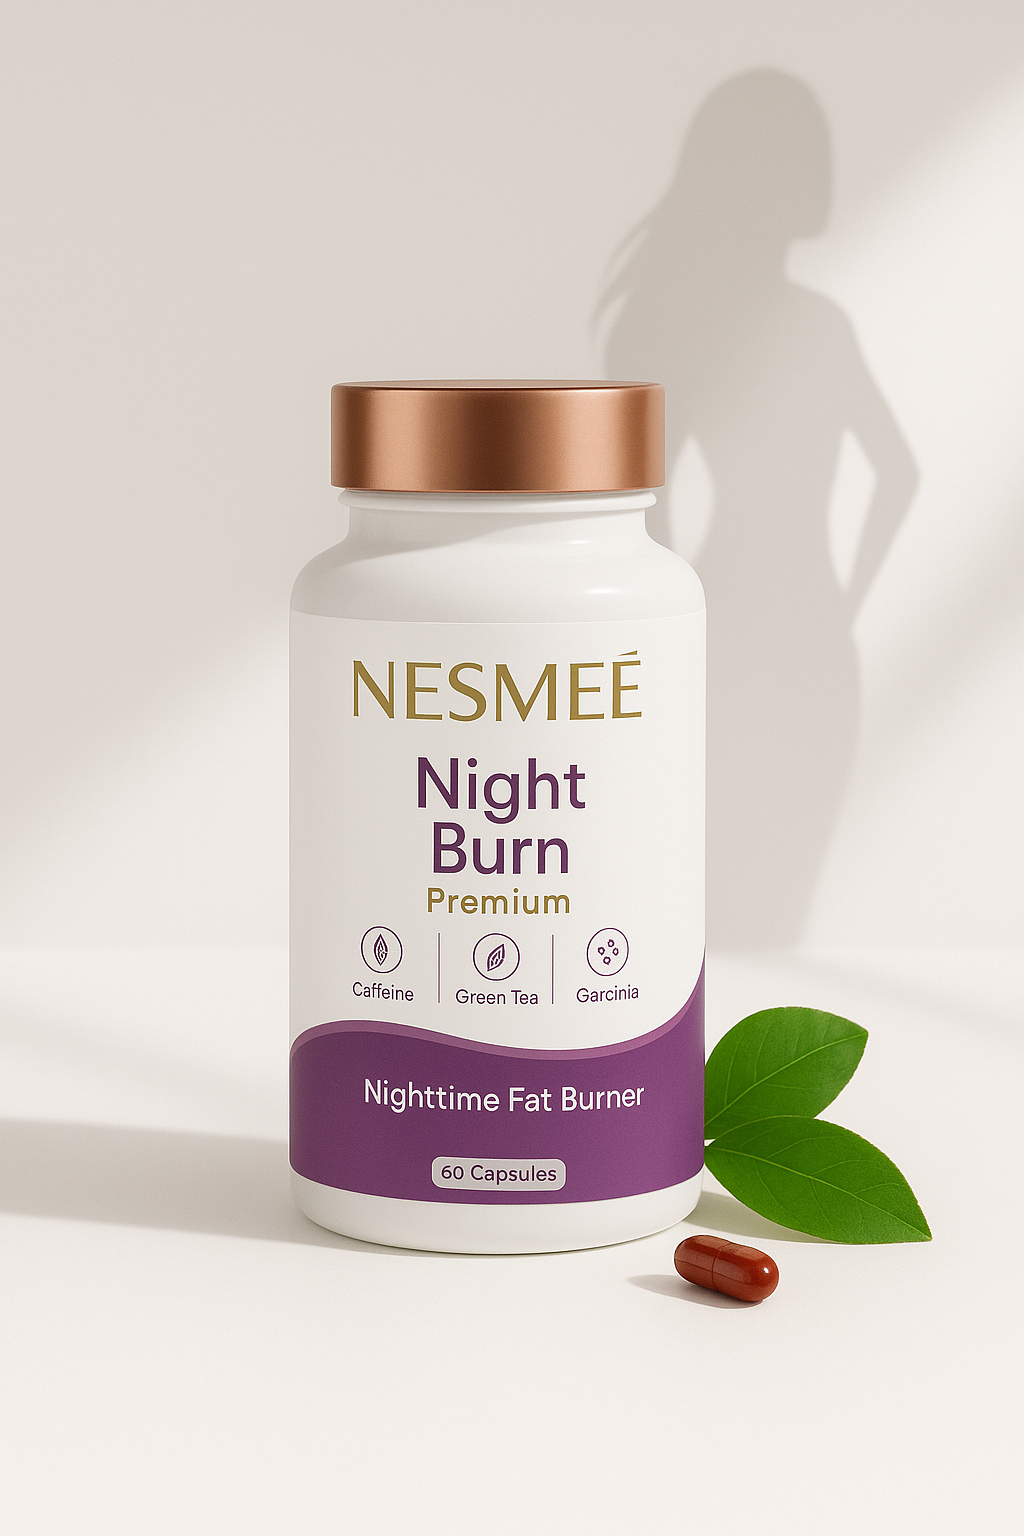 NESMEÉ
Night
Burn
Premium
Caffeine
Green Tea
Garcinia
Nighttime Fat Burner
60 Capsules